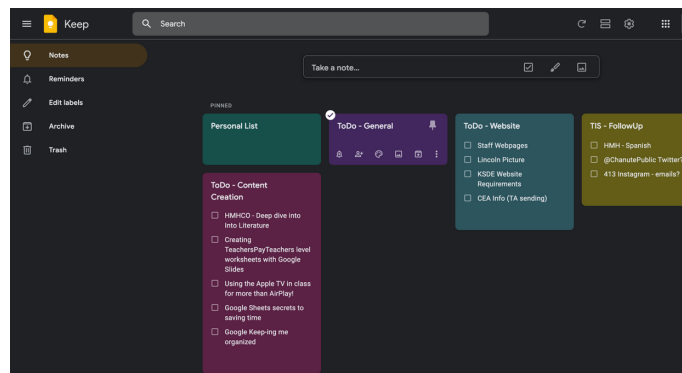 Keep
Search
Notes
Reminders
Edit labels
Archive
Trash
Take a note...
PINNED
Personal List
ToDo - General
ToDo - Website
Staff Webpages
Lincoln Picture
KSDE Website
Requirements
CEA Info (TA sending)
TIS - FollowUp
HMH - Spanish
@ChanutePublic Twitter?
413 Instagram - emails?
ToDo - Content
Creation
HMHCO - Deep dive into
Into Literature
Creating
TeachersPayTeachers level
worksheets with Google
Slides
Using the Apple TV in class
for more than AirPlay!
Google Sheets secrets to
saving time
Google Keep-ing me
organized